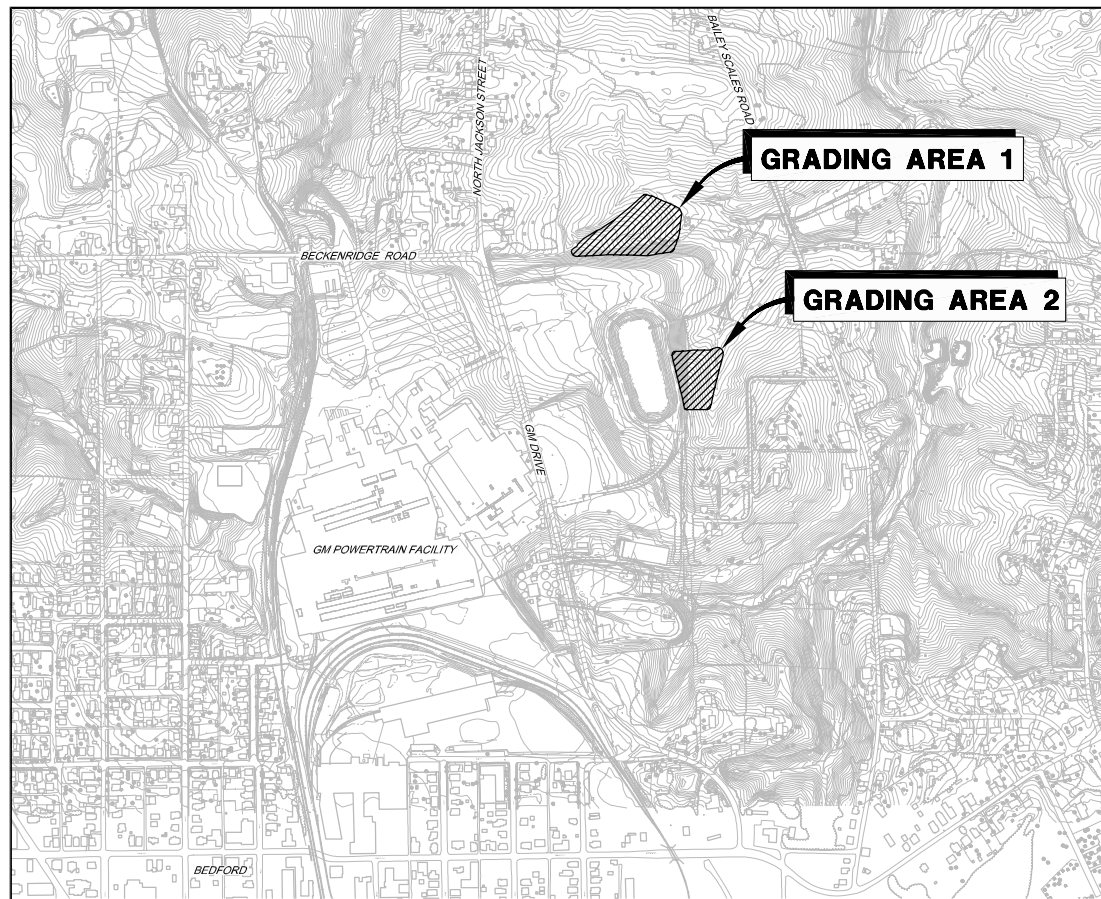 BAILEY SCALES ROAD
NORTH JACKSON STREET
GRADING AREA 1
BECKENRIDGE ROAD
GRADING AREA 2
GM DRIVE
GM POWERTRAIN FACILITY
BEDFORD